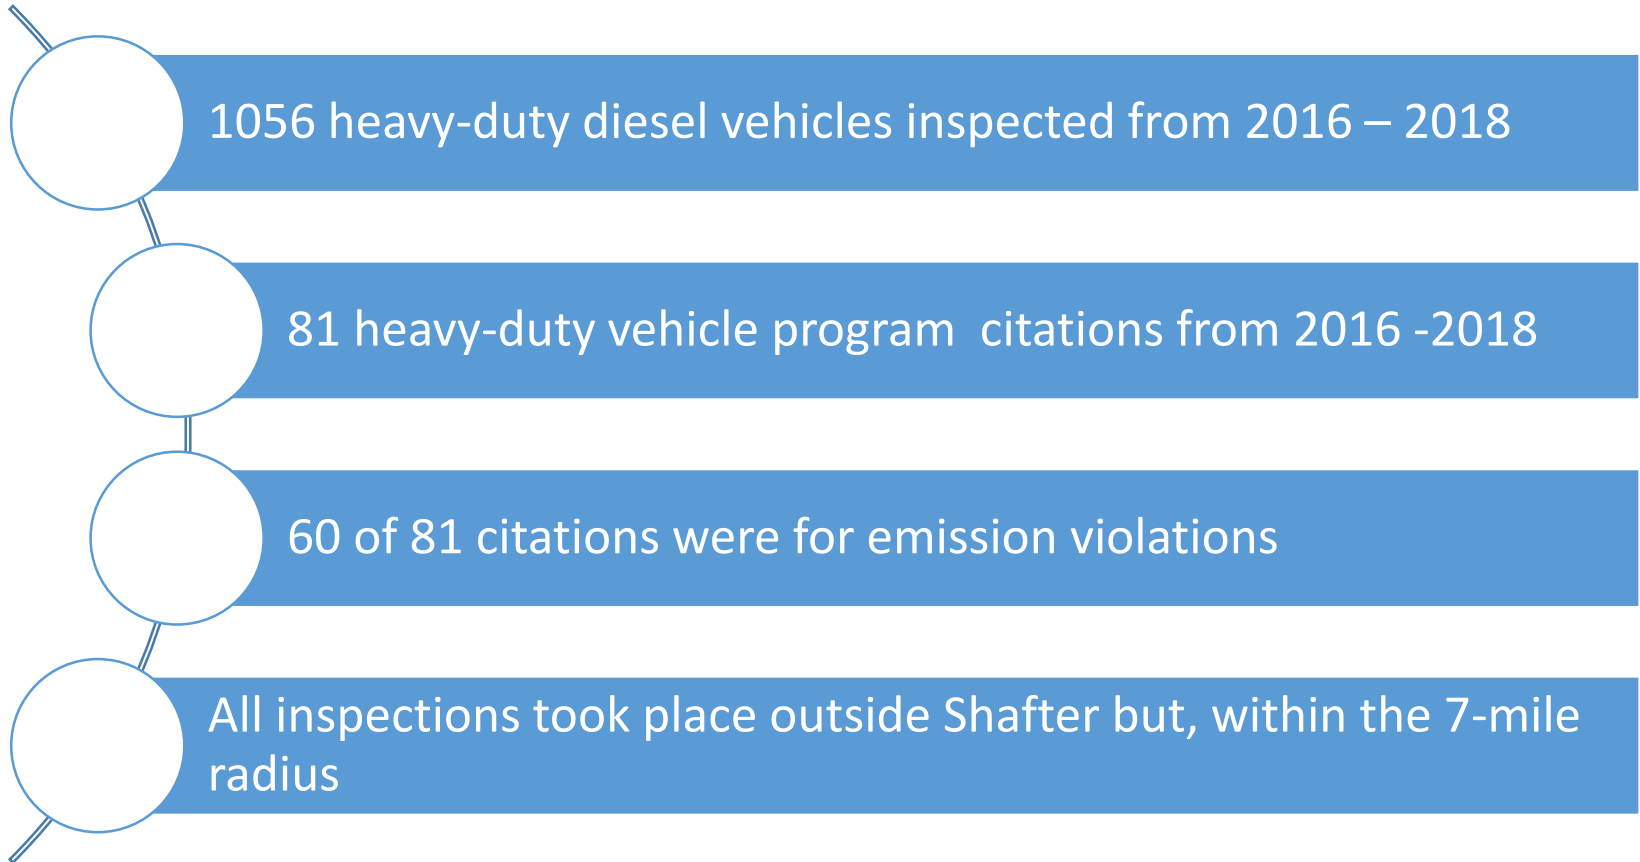 1056 heavy-duty diesel vehicles inspected from 2016 – 2018
81 heavy-duty vehicle program  citations from 2016 -2018
60 of 81 citations were for emission violations
All inspections took place outside Shafter but, within the 7-mile
radius